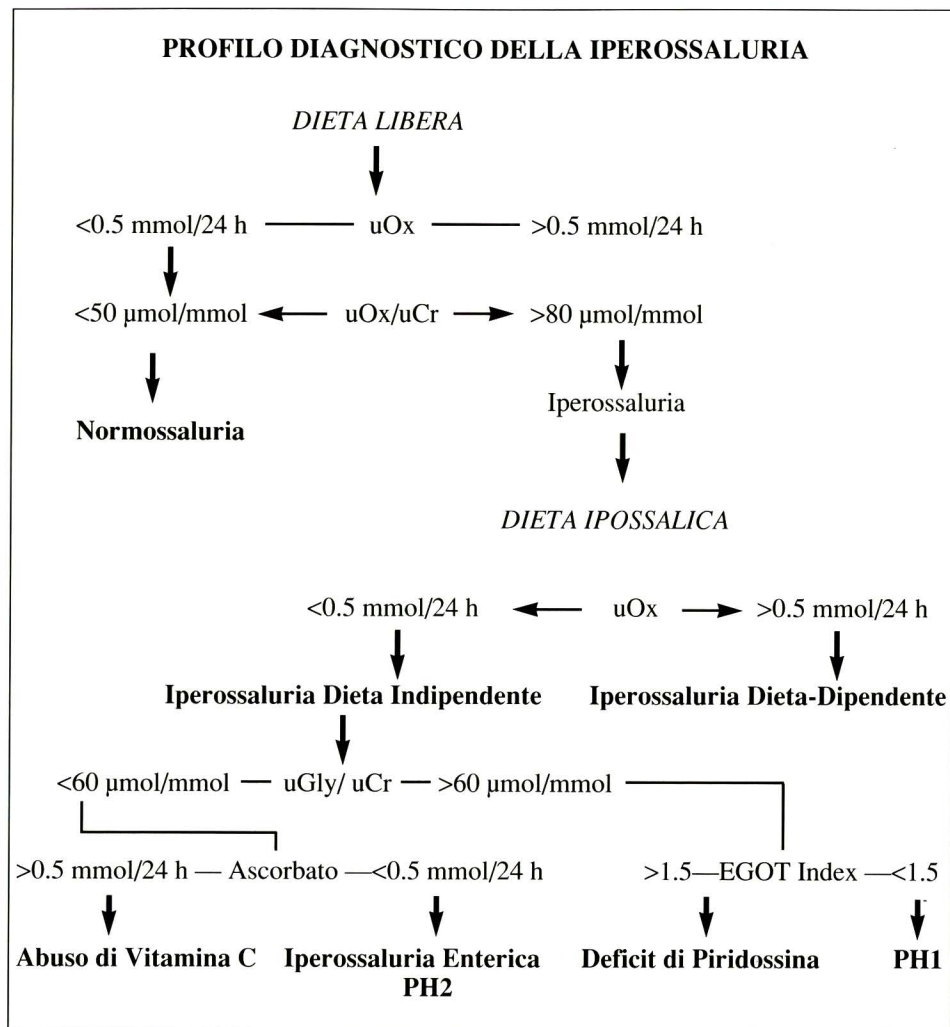 PROFILO DIAGNOSTICO DELLA IPEROSSALURIA
DIETA LIBERA
<0.5 mmol/24 h uOx >0.5 mmol/24 h
<50 µmol/mmol uOx/uCr >80 µmol/mmol
Iperossaluria
Normossaluria
DIETA IPOSSALICA
<0.5 mmol/24 h uOx >0.5 mmol/24 h
Iperossaluria Dieta Indipendente Iperossaluria Dieta-Dipendente
<60 µmol/mmol — uGly/ uCr — >60 µmol/mmol
>0.5 mmol/24 h — Ascorbato —<0.5 mmol/24 h >1.5—EGOT Index —<1.5
Abuso di Vitamina C Iperossaluria Enterica Deficit di Piridossina PH1
PH2